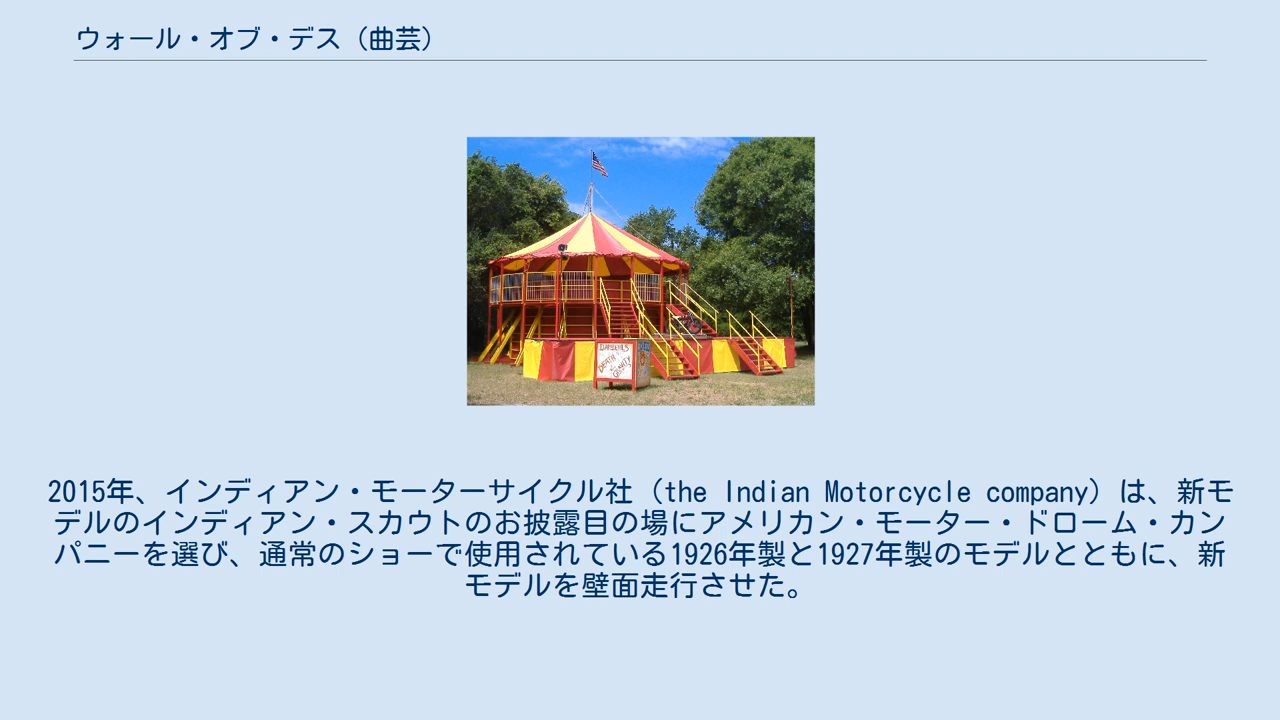 ウォール・オブ・デス（曲芸）
DEATH
2015年、インディアン・モーターサイクル社（the Indian Motorcycle company）は、新モ
デルのインディアン・スカウトのお披露目の場にアメリカン・モーター・ドローム・カン
パニーを選び、通常のショーで使用されている1926年製と1927年製のモデルとともに、新
モデルを壁面走行させた。